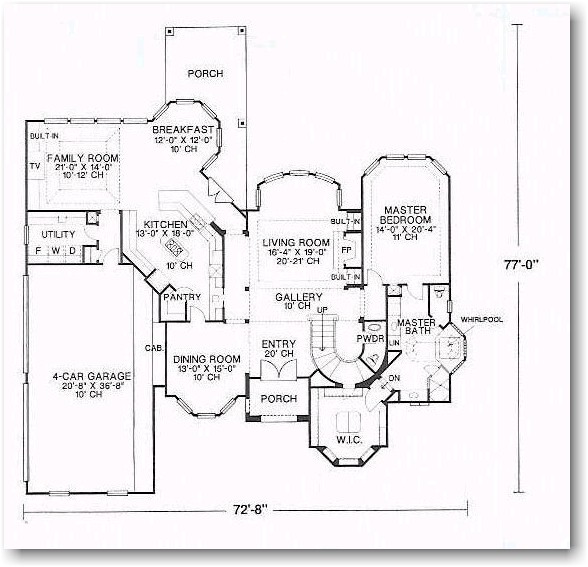 PORCH
BREAKFAST
12'-0" X 12'-0"
10' CH
BUILT-IN
TV
FAMILY ROOM
21'-0" X 14'-0"
10'-12' CH
MASTER
BEDROOM
14'-0" X 20'-4"
11' CH
KITCHEN
13'-0" X 18'-0"
10' CH
UTILITY
F W D
BUILT-IN
LIVING ROOM
16'-4" X 19'-0"
20'-21' CH
FP
BUILT-IN
77'-0"
PANTRY
GALLERY
10' CH
UP
WHIRLPOOL
MASTER
BATH
PWDR
LIN
CAB.
ENTRY
20' CH
DINING ROOM
13'-0" X 15'-0"
10' CH
4-CAR GARAGE
20'-8" X 36'-8"
10' CH
DN
PORCH
W.I.C.
72'-8"